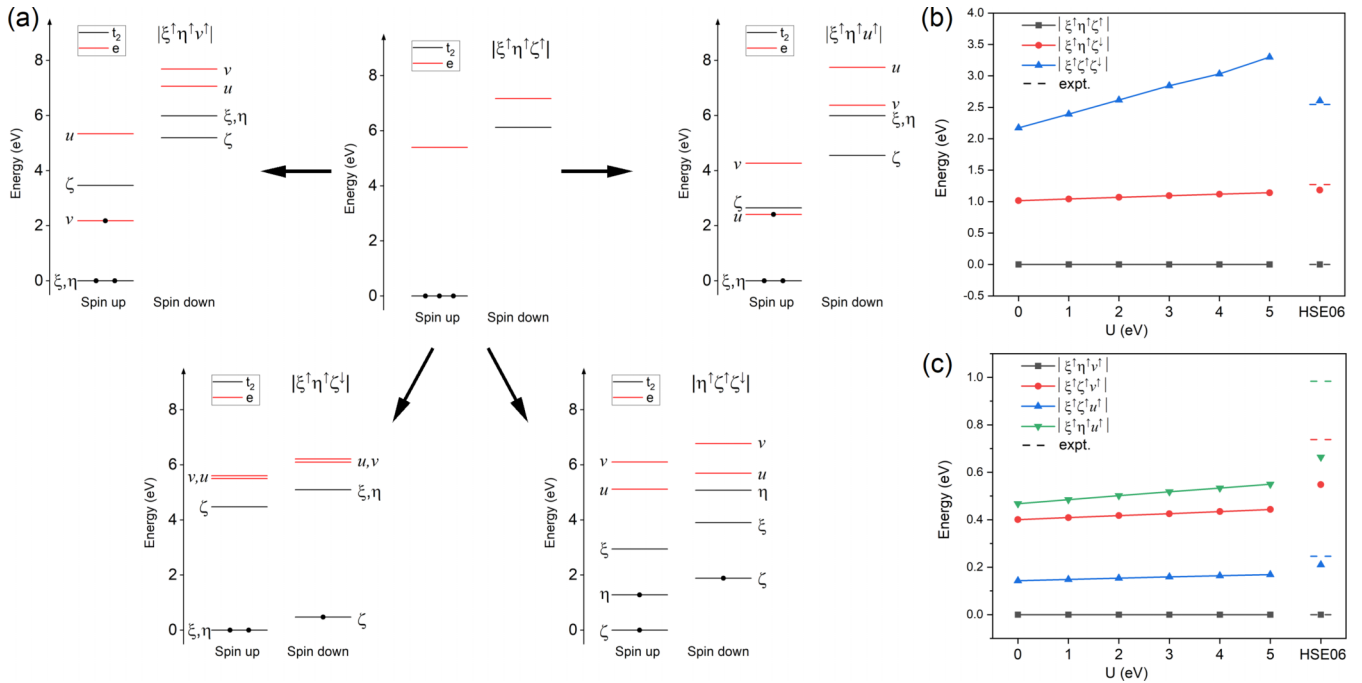 (a)
t₂
e
|ξ↑η↑v↑|
Energy (eV)
8
6
4
2
0
v
u
ξ,η
ζ
u
ζ
v
ξ,η
Spin up Spin down
t₂
e
|ξ↑η↑ζ↑|
Energy (eV)
8
6
4
2
0
Spin up Spin down
t₂
e
|ξ↑η↑u↑|
Energy (eV)
8
6
4
2
0
u
v
ξ,η
ζ
v
ζ
u
ξ,η
Spin up Spin down
t₂
e
|ξ↑η↑ζ↓|
Energy (eV)
8
6
4
2
0
u,v
v,u
ξ,η
ζ
ζ
ξ,η
Spin up Spin down
t₂
e
|η↑ζ↑ζ↓|
Energy (eV)
8
6
4
2
0
v
v
u
u
η
ξ
ξ
ζ
η
ζ
Spin up Spin down
(b)
|ξ↑η↑ζ↑|
|ξ↑η↑ζ↓|
|ξ↑ζ↑ζ↓|
expt.
Energy (eV)
4.0
3.5
3.0
2.5
2.0
1.5
1.0
0.5
0.0
-0.5
0 1 2 3 4 5 HSE06
U (eV)
(c)
|ξ↑η↑v↑|
|ξ↑ζ↑v↑|
|ξ↑ζ↑u↑|
|ξ↑η↑u↑|
expt.
Energy (eV)
1.0
0.8
0.6
0.4
0.2
0.0
0 1 2 3 4 5 HSE06
U (eV)